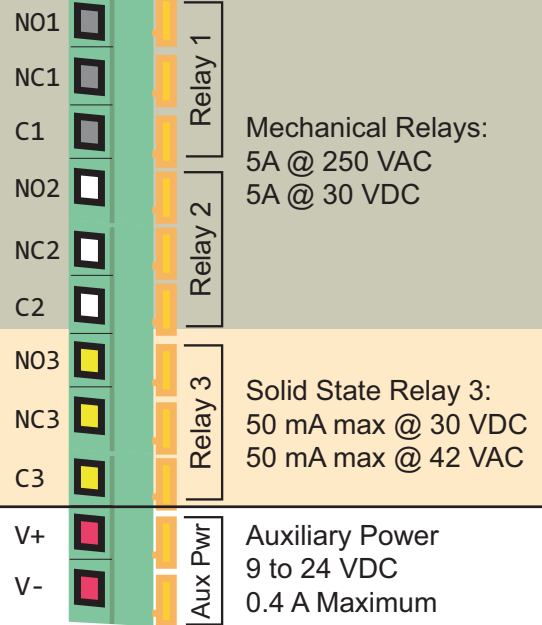 NO1
NC1
C1
Relay 1
NO2
NC2
C2
Relay 2
Mechanical Relays:
5A @ 250 VAC
5A @ 30 VDC
NO3
NC3
C3
Relay 3
Solid State Relay 3:
50 mA max @ 30 VDC
50 mA max @ 42 VAC
V+
V-
Aux Pwr
Auxiliary Power
9 to 24 VDC
0.4 A Maximum